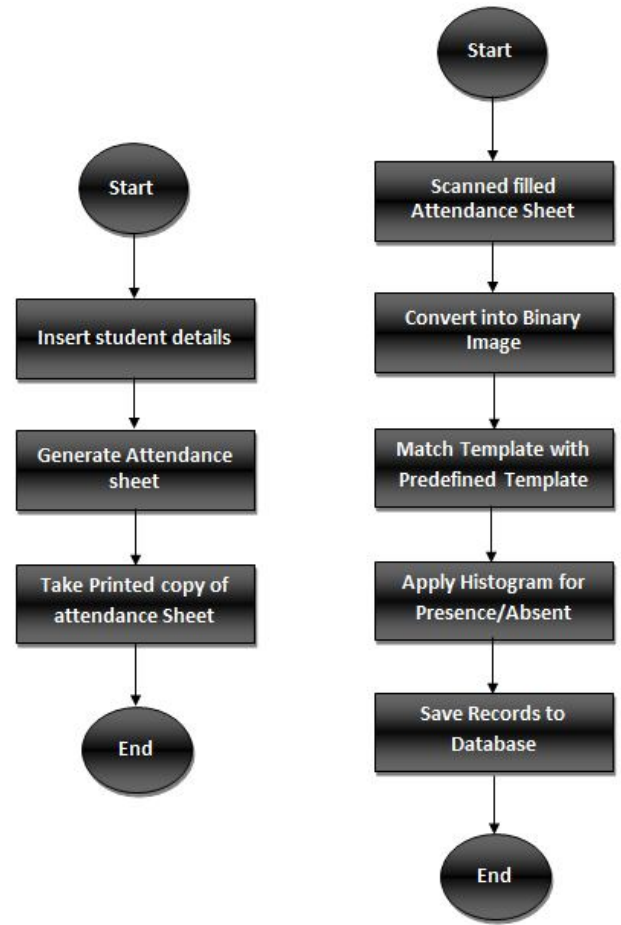 Start
Insert student details
Generate Attendance
sheet
Take Printed copy of
attendance Sheet
End
Start
Scanned filled
Attendance Sheet
Convert into Binary
Image
Match Template with
Predefined Template
Apply Histogram for
Presence/Absent
Save Records to
Database
End